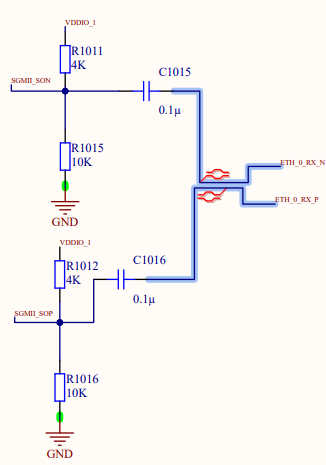 VDDIO_1
R1011
4K
C1015
SGMII_SON
0.1µ
R1015
10K
ETH_0_RX_N
ETH_0_RX_P
GND
VDDIO_1
R1012
4K
C1016
0.1µ
SGMII_SOP
R1016
10K
GND